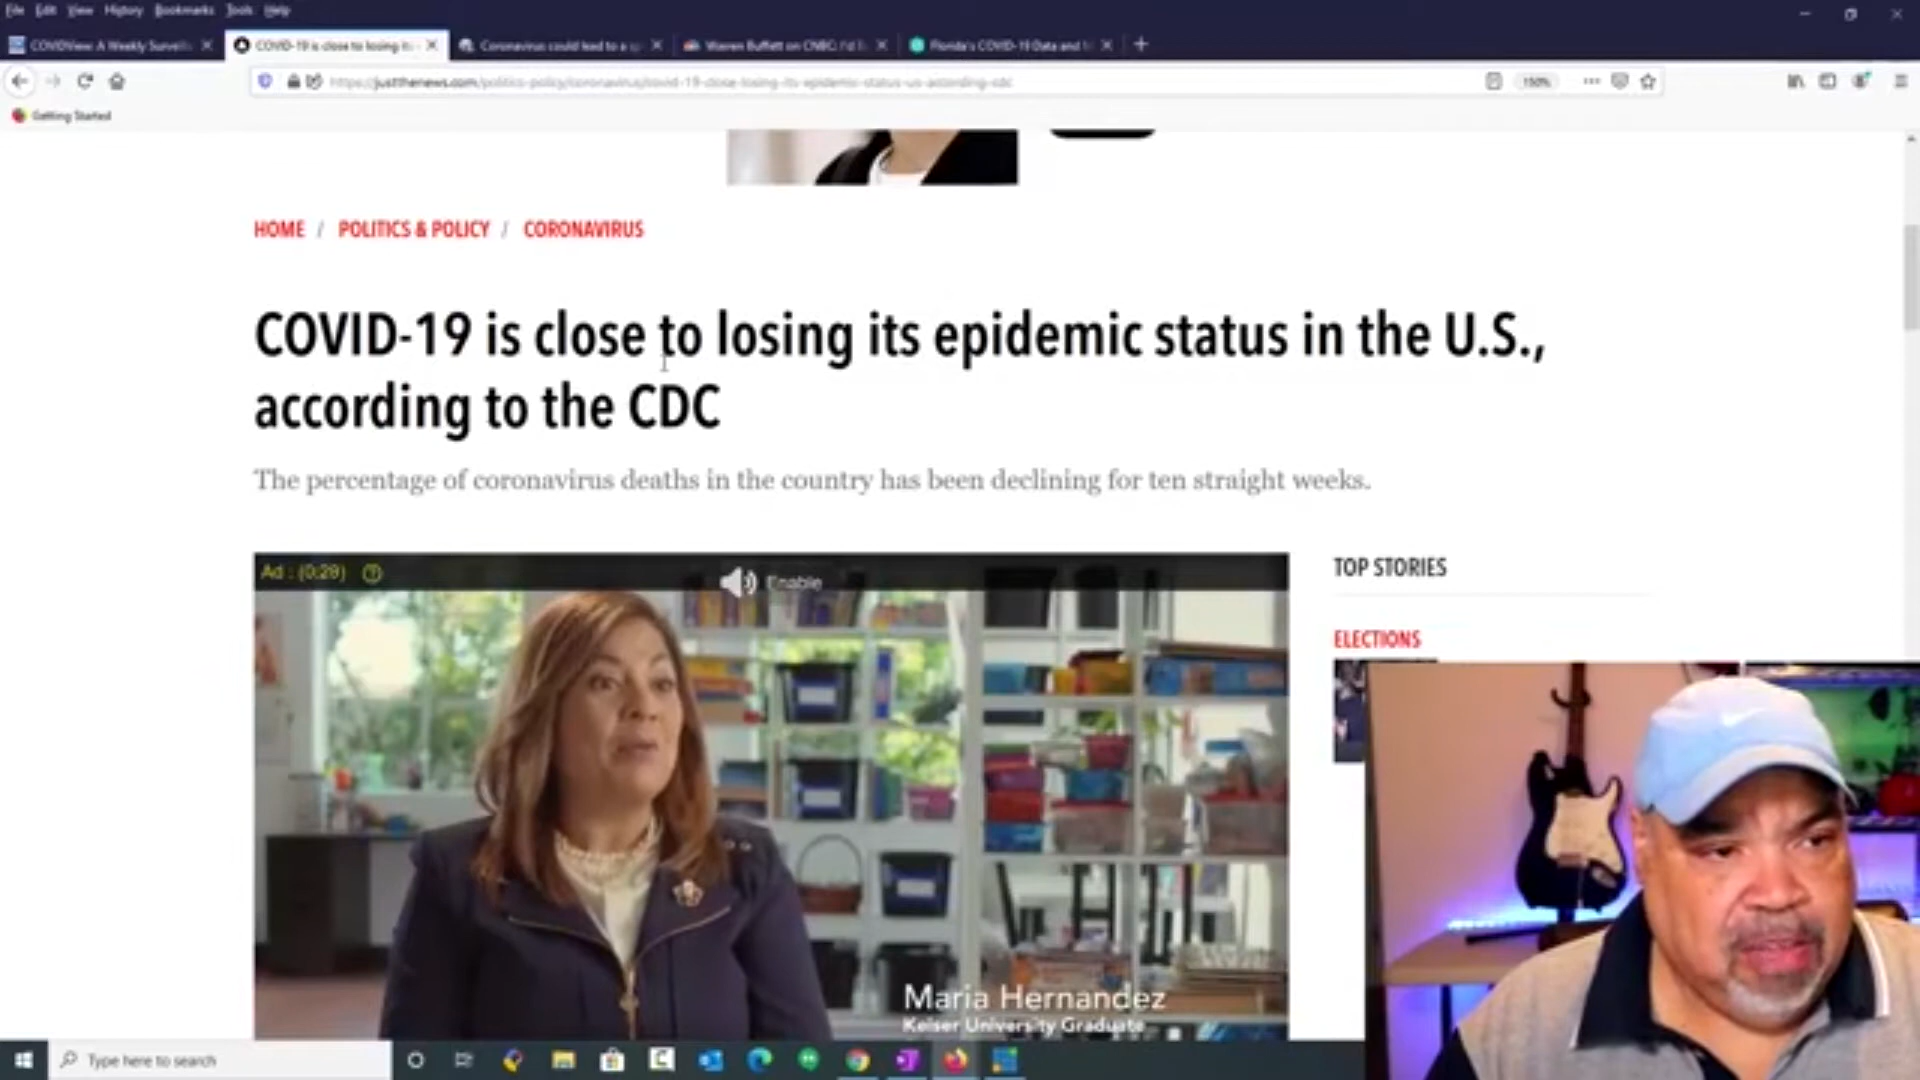 File Edit View History Bookmarks Tools Help
COVIDView: A Weekly Surveill
COVID-19 is close to losing its
Coronavirus could lead to a
Warren Buffett on CNBC: I'd
Florida's COVID-19 Data and
https://justthenews.com/politics-policy/coronavirus/covid-19-close-losing-its-epidemic-status-us-according-cdc
150%
Getting Started
HOME / POLITICS & POLICY / CORONAVIRUS
COVID-19 is close to losing its epidemic status in the U.S.,
according to the CDC
The percentage of coronavirus deaths in the country has been declining for ten straight weeks.
Ad : (0:29)
Enable
TOP STORIES
ELECTIONS
Maria Hernandez
Keiser University Graduate
Type here to search